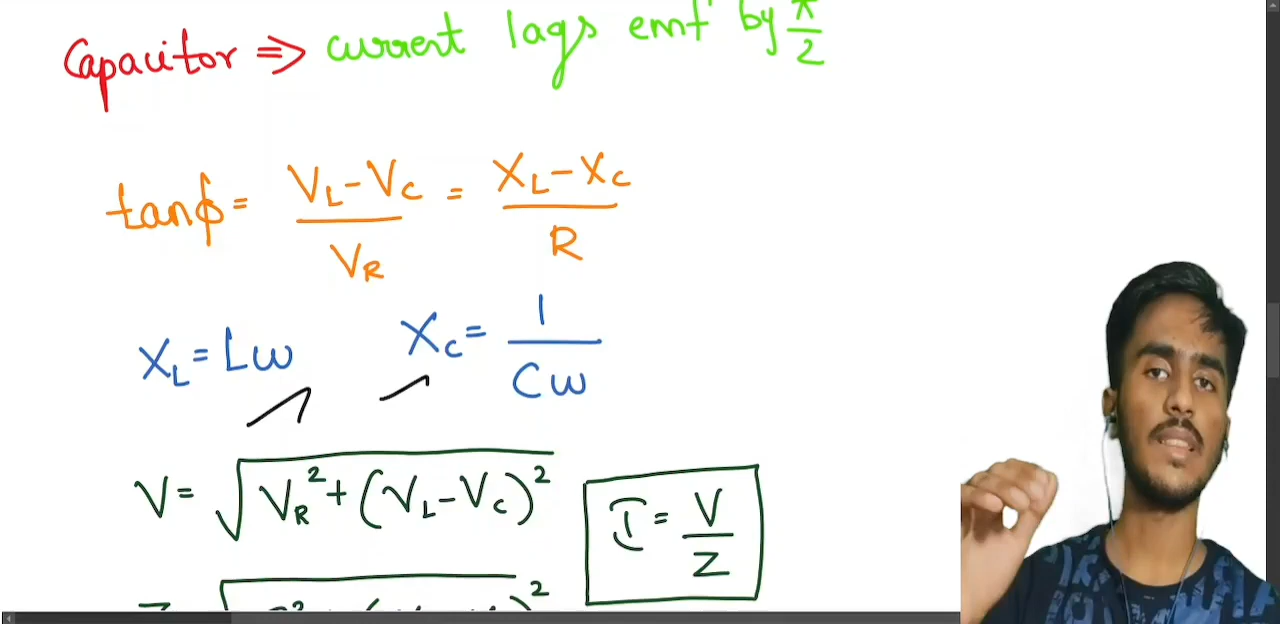 Capacitor => current lags emf by π/2
tanφ = (V_L - V_C)/V_R = (X_L - X_C)/R
X_L = Lω X_C = 1/(Cω)
V = √(V_R² + (V_L - V_C)²) I = V/Z